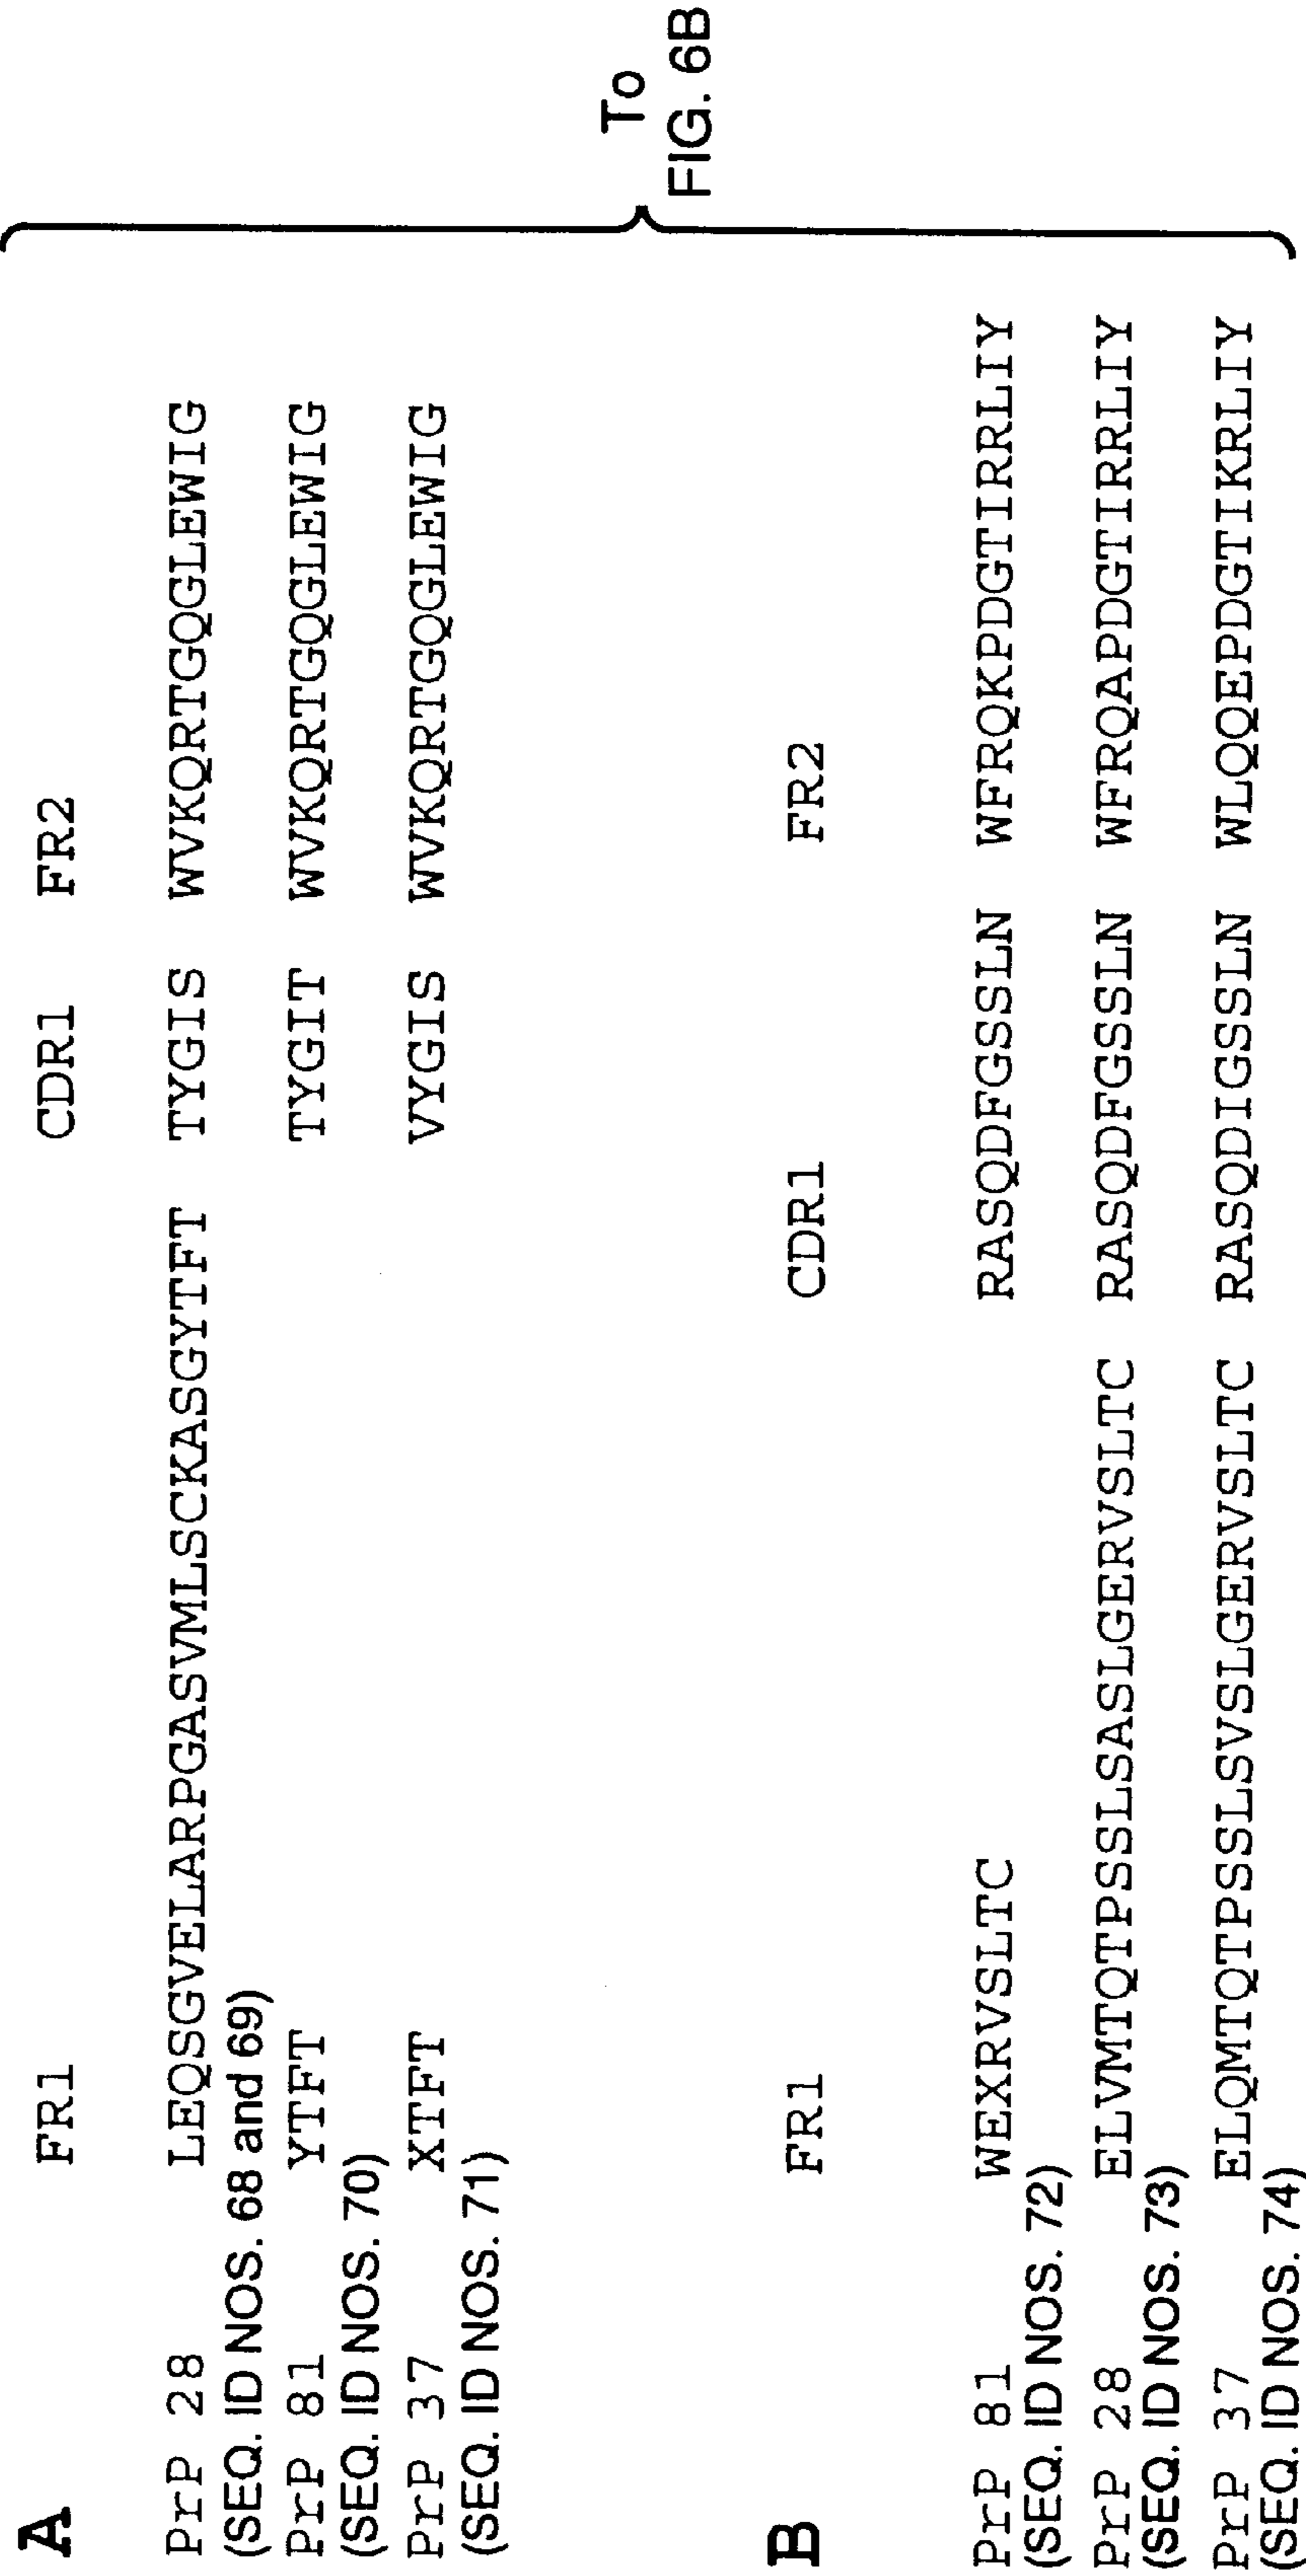 A
FR1 CDR1 FR2
PrP 28 LEQSGVELARPGASVMLSCKASGYTFT TYGIS WVKQRTGQGLEWIG
(SEQ. ID NOS. 68 and 69)
PrP 81 YTFT TYGIT WVKQRTGQGLEWIG
(SEQ. ID NOS. 70)
PrP 37 XTFT VYGIS WVKQRTGQGLEWIG
(SEQ. ID NOS. 71)
To
FIG. 6B
B
FR1 CDR1 FR2
PrP 81 WEXRVSLTC RASQDFGSSLN WFRQKPDGTIRRLIY
(SEQ. ID NOS. 72)
PrP 28 ELVMTQTPSSLSASLGERVSLTC RASQDFGSSLN WFRQAPDGTIRRLIY
(SEQ. ID NOS. 73)
PrP 37 ELQMTQTPSSLSVSLGERVSLTC RASQDIGSSLN WLQQEPDGTIKRLIY
(SEQ. ID NOS. 74)